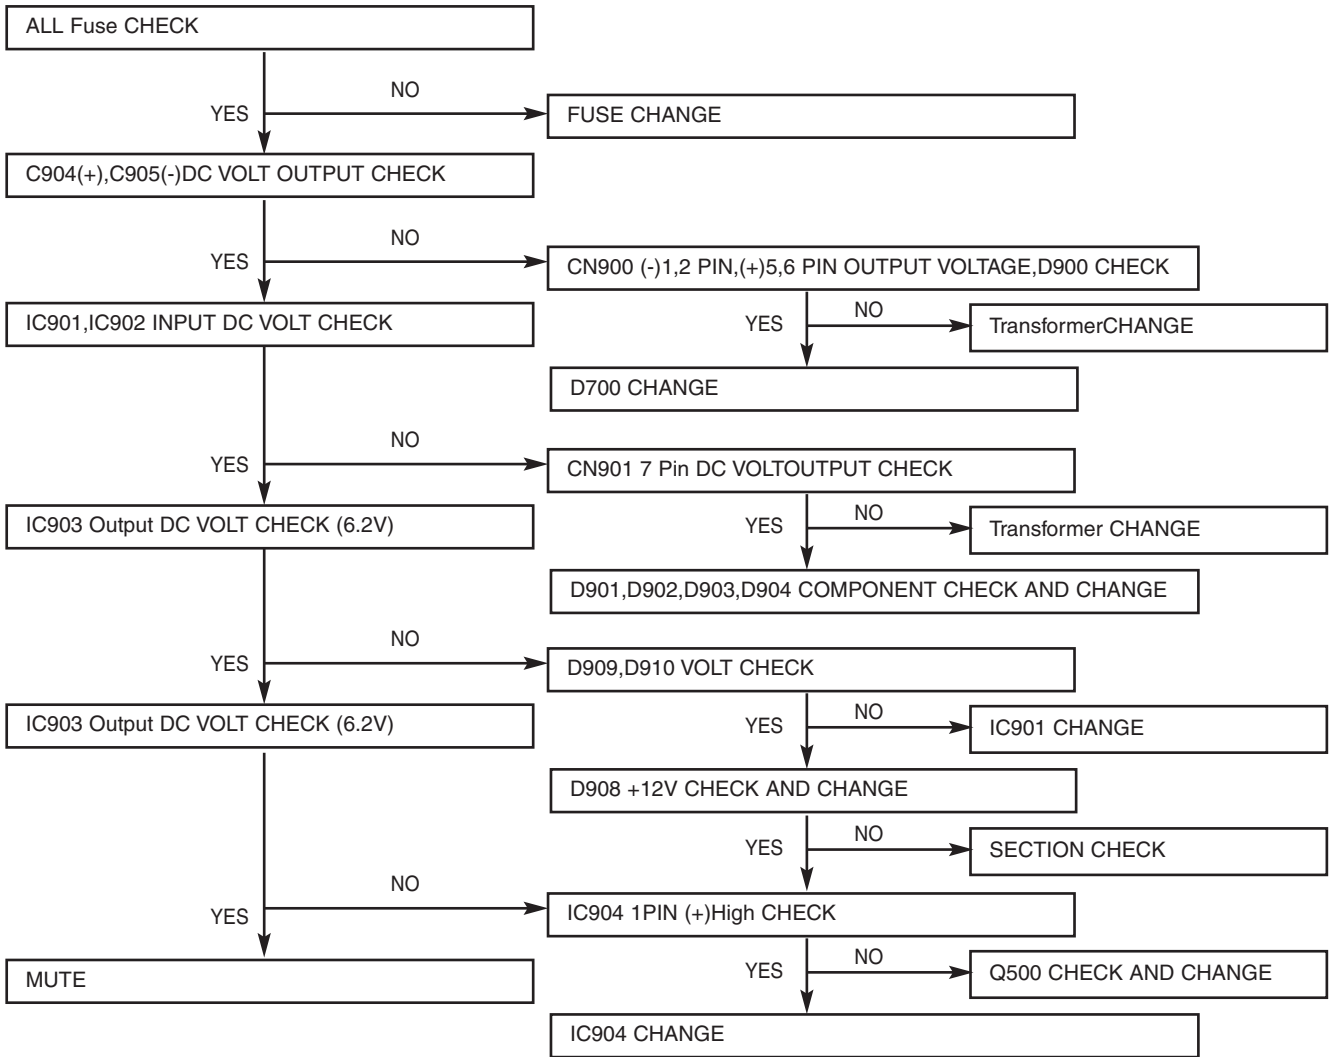 ALL Fuse CHECK
NO
YES
FUSE CHANGE
C904(+),C905(-)DC VOLT OUTPUT CHECK
NO
YES
CN900 (-)1,2 PIN,(+)5,6 PIN OUTPUT VOLTAGE,D900 CHECK
IC901,IC902 INPUT DC VOLT CHECK
NO
YES
TransformerCHANGE
D700 CHANGE
NO
YES
CN901 7 Pin DC VOLTOUTPUT CHECK
IC903 Output DC VOLT CHECK (6.2V)
NO
YES
Transformer CHANGE
D901,D902,D903,D904 COMPONENT CHECK AND CHANGE
NO
YES
D909,D910 VOLT CHECK
IC903 Output DC VOLT CHECK (6.2V)
NO
YES
IC901 CHANGE
D908 +12V CHECK AND CHANGE
NO
YES
SECTION CHECK
NO
YES
IC904 1PIN (+)High CHECK
MUTE
NO
YES
Q500 CHECK AND CHANGE
IC904 CHANGE